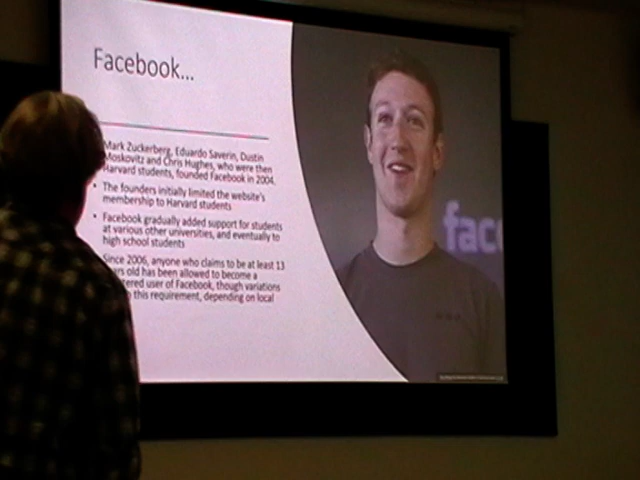 Facebook...
Mark Zuckerberg, Eduardo Saverin, Dustin
Moskovitz and Chris Hughes, who were then
Harvard students, founded Facebook in 2004.
• The founders initially limited the website's
membership to Harvard students
• Facebook gradually added support for students
at various other universities, and eventually to
high school students
Since 2006, anyone who claims to be at least 13
years old has been allowed to become a
tered user of Facebook, though variations
this requirement, depending on local
face